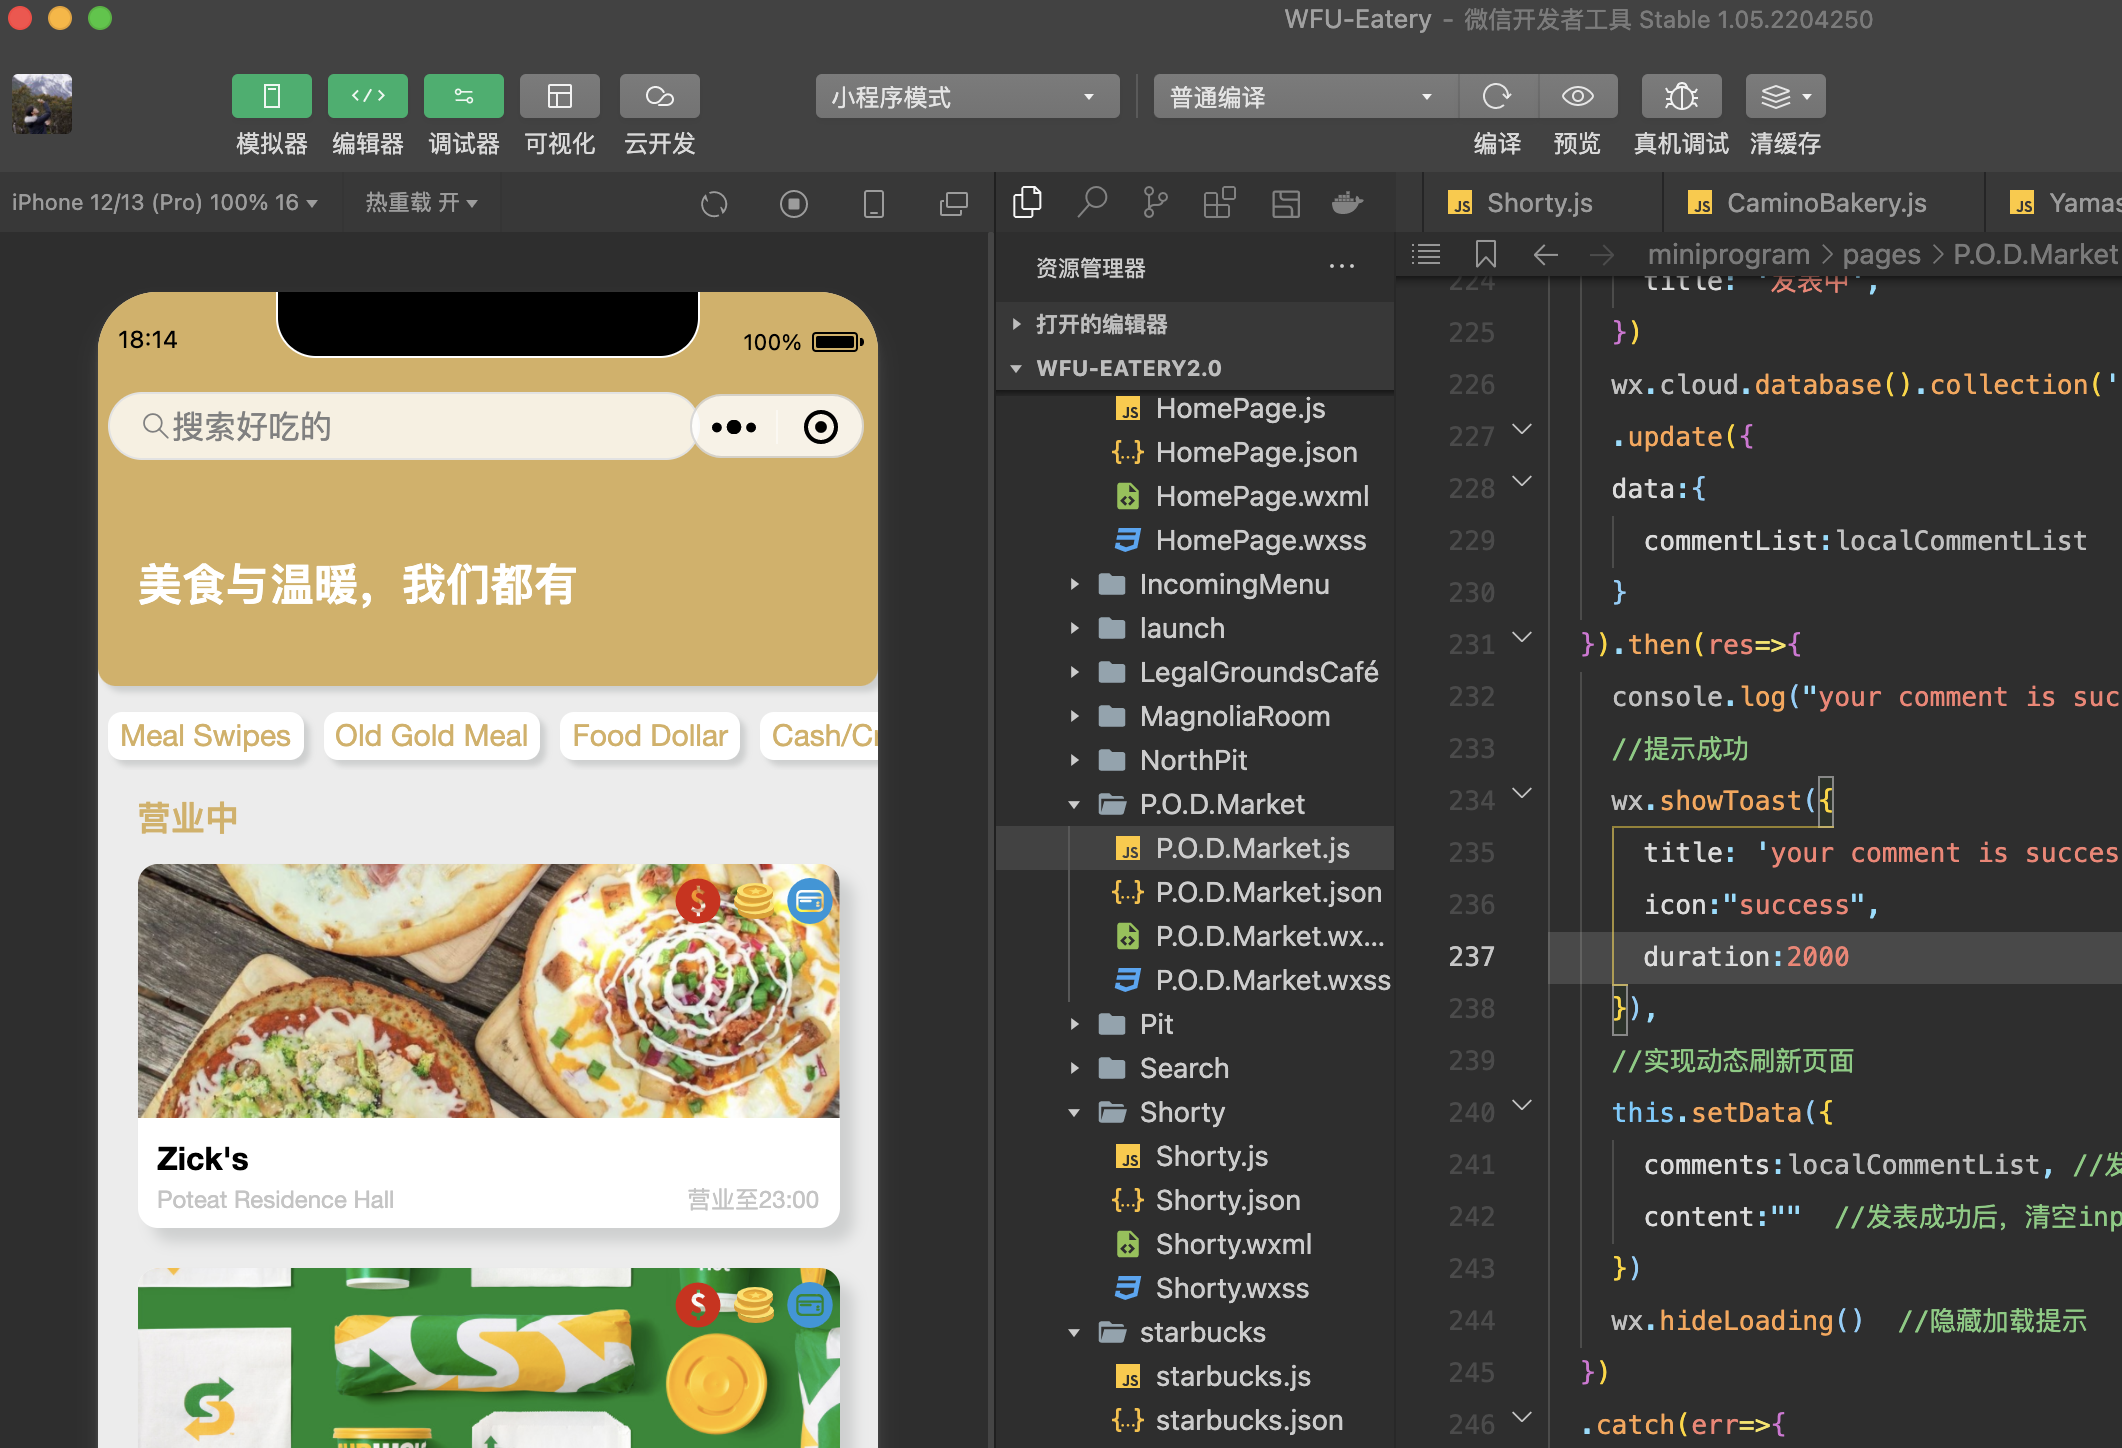 WFU-Eatery - 微信开发者工具 Stable 1.05.2204250
小程序模式
普通编译
模拟器 编辑器 调试器 可视化 云开发
编译 预览 真机调试 清缓存
iPhone 12/13 (Pro) 100% 16
热重载 开
18:14
100%
搜索好吃的
美食与温暖，我们都有
Meal Swipes
Old Gold Meal
Food Dollar
营业中
Zick's
Poteat Residence Hall
营业至23:00
资源管理器
打开的编辑器
WFU-EATERY2.0
JS HomePage.js
{..} HomePage.json
HomePage.wxml
HomePage.wxss
IncomingMenu
launch
LegalGroundsCafé
MagnoliaRoom
NorthPit
P.O.D.Market
JS P.O.D.Market.js
{..} P.O.D.Market.json
P.O.D.Market.wx...
P.O.D.Market.wxss
Pit
Search
Shorty
JS Shorty.js
{..} Shorty.json
Shorty.wxml
Shorty.wxss
starbucks
JS starbucks.js
{..} starbucks.json
JS Shorty.js
JS CaminoBakery.js
JS Yamas
miniprogram > pages > P.O.D.Market
224 title: '发表中',
225 })
226 wx.cloud.database().collection('
227 .update({
228 data:{
229 commentList:localCommentList
230 }
231 }).then(res=>{
232 console.log("your comment is suc
233 //提示成功
234 wx.showToast({
235 title: 'your comment is succes
236 icon:"success",
237 duration:2000
238 }),
239 //实现动态刷新页面
240 this.setData({
241 comments:localCommentList, //发
242 content:"" //发表成功后，清空inp
243 })
244 wx.hideLoading() //隐藏加载提示
245 })
246 .catch(err=>{